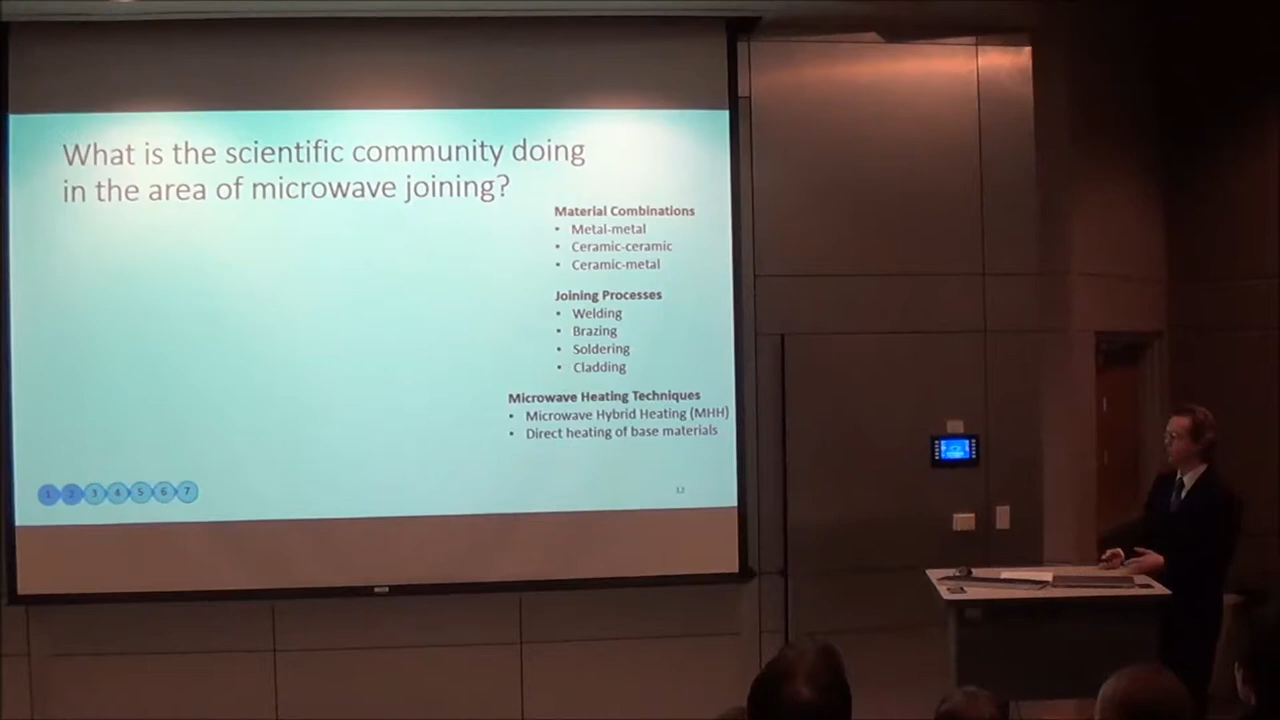 What is the scientific community doing
in the area of microwave joining?
Material Combinations
• Metal-metal
• Ceramic-ceramic
• Ceramic-metal
Joining Processes
• Welding
• Brazing
• Soldering
• Cladding
Microwave Heating Techniques
• Microwave Hybrid Heating (MHH)
• Direct heating of base materials
1 2 3 4 5 6 7
12